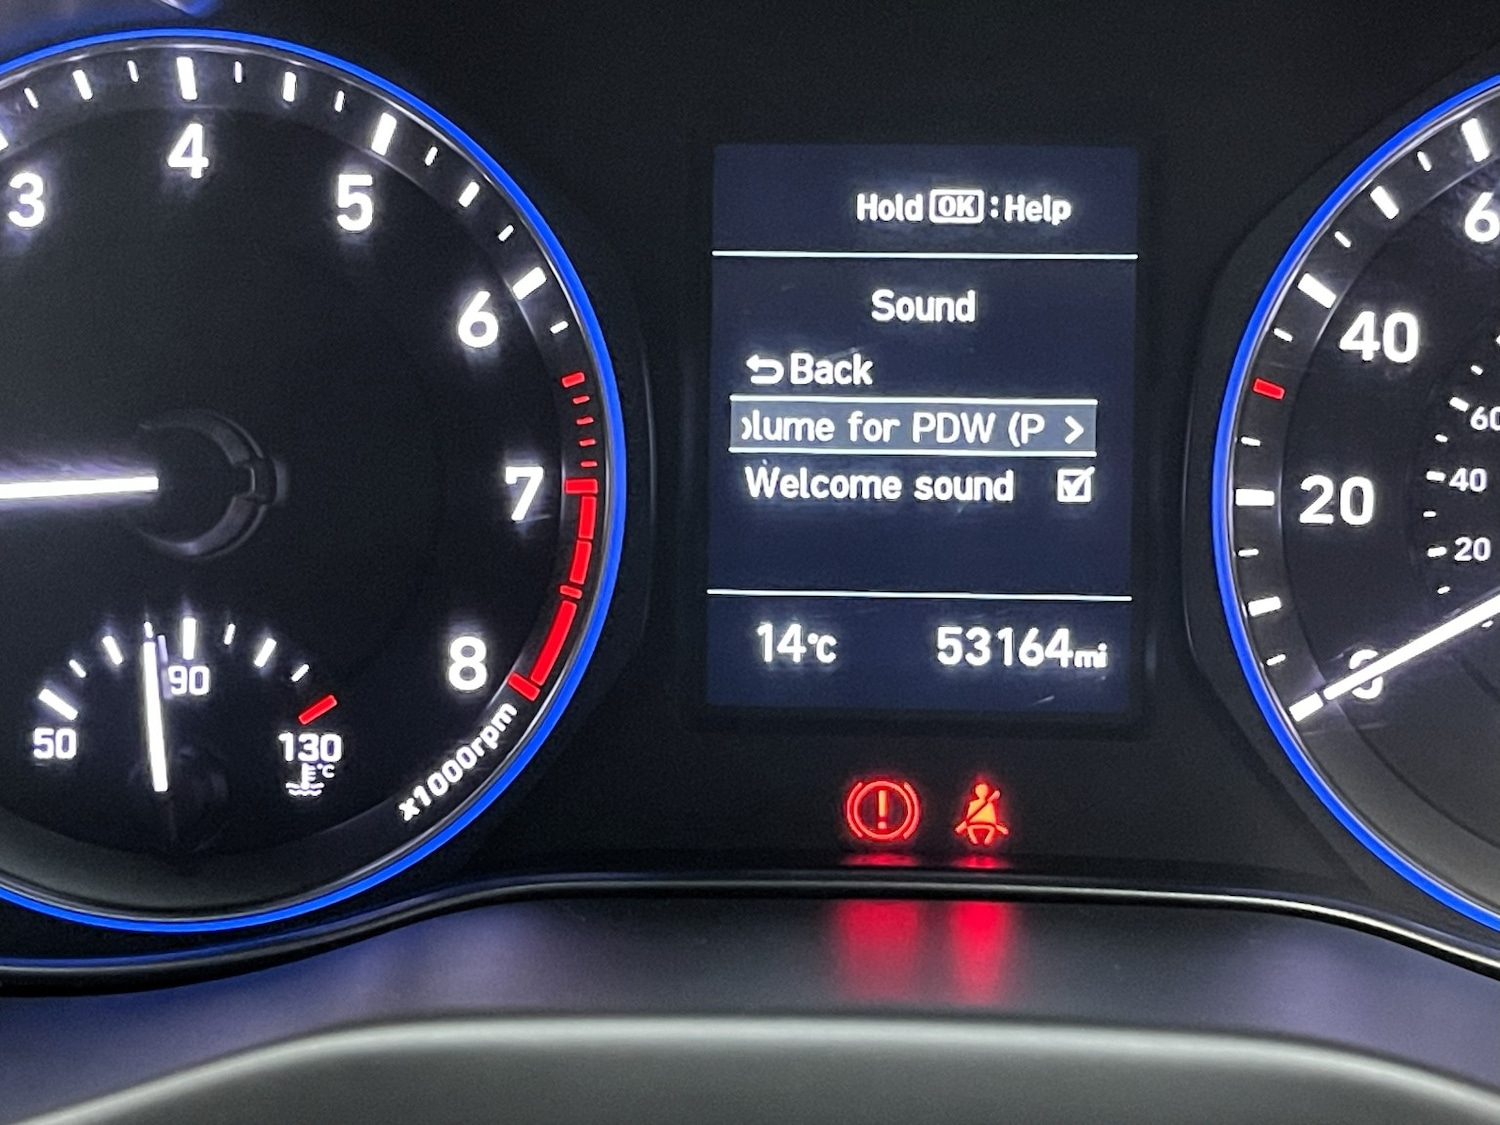 3
4
5
6
7
8
x1000rpm
50
90
130
°C
Hold OK : Help
Sound
Back
lume for PDW (P
Welcome sound
14°C 53164mi
6
40
20
60
40
20